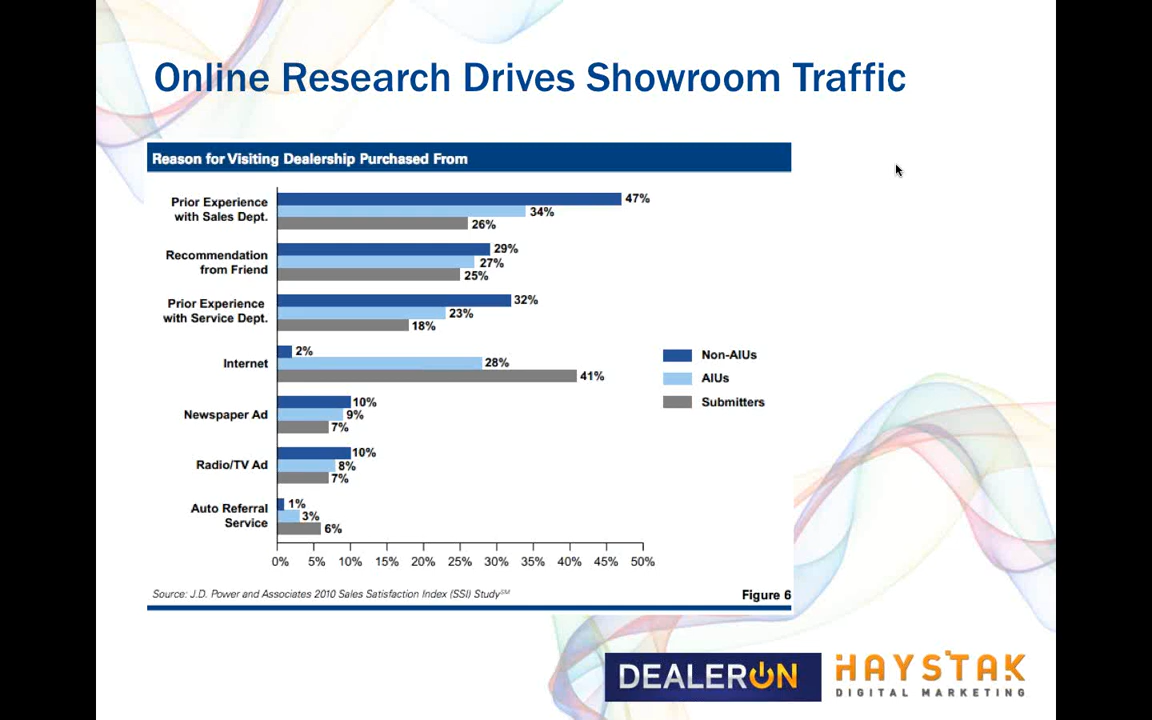 Online Research Drives Showroom Traffic
Reason for Visiting Dealership Purchased From
Prior Experience
with Sales Dept.
47%
34%
26%
Recommendation
from Friend
29%
27%
25%
Prior Experience
with Service Dept.
32%
23%
18%
Internet
2%
28%
41%
Newspaper Ad
10%
9%
7%
Radio/TV Ad
10%
8%
7%
Auto Referral
Service
1%
3%
6%
Non-AIUs
AIUs
Submitters
0% 5% 10% 15% 20% 25% 30% 35% 40% 45% 50%
Source: J.D. Power and Associates 2010 Sales Satisfaction Index (SSI) Study℠
Figure 6
DEALERON
HAYSTAK
DIGITAL MARKETING